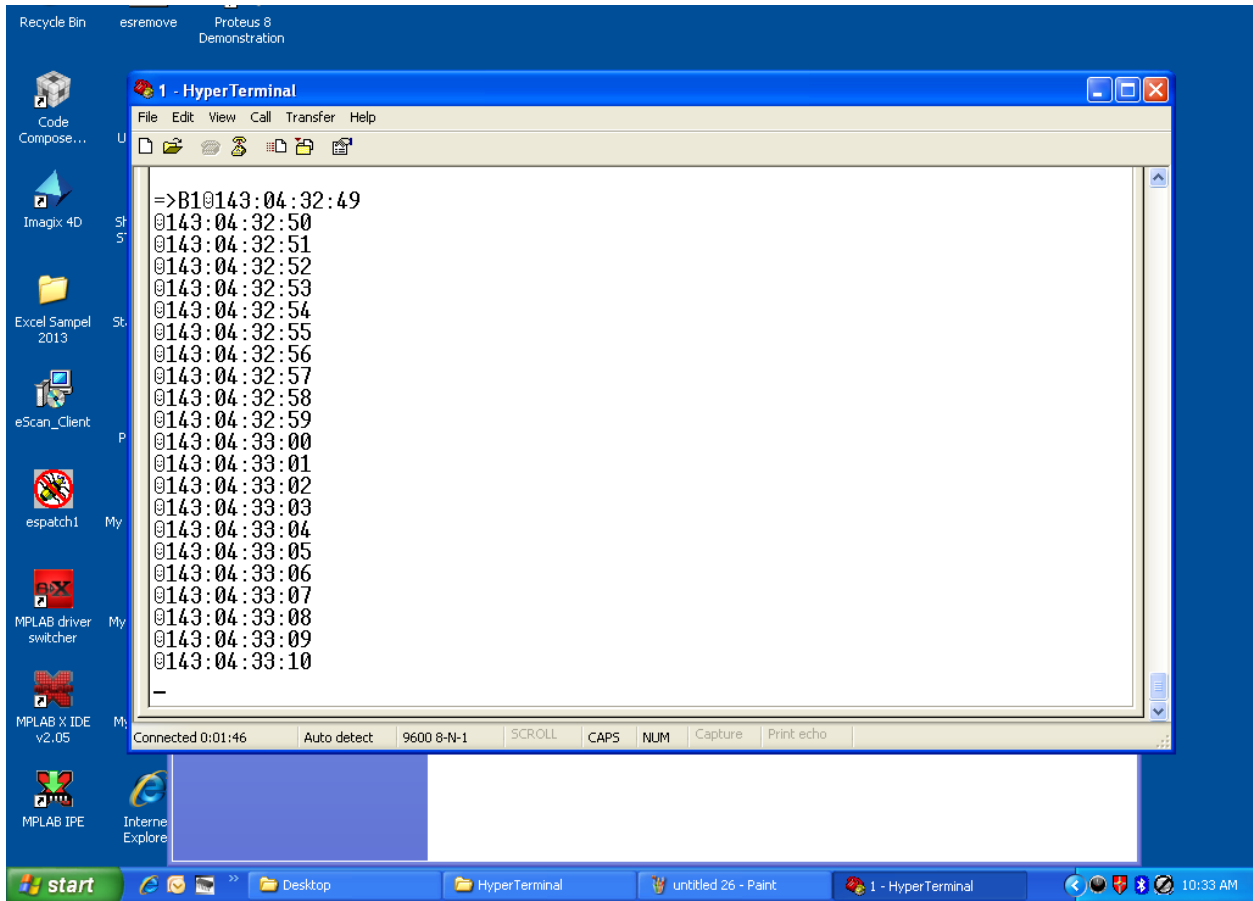 Recycle Bin
esremove
Proteus 8
Demonstration
Code
Compose...
U
Imagix 4D
Excel Sampel
2013
eScan_Client
P
espatch1
My
MPLAB driver
switcher
My
MPLAB X IDE
v2.05
MPLAB IPE
Interne
Explore
1 - HyperTerminal
File Edit View Call Transfer Help
=>B1☺143:04:32:49
☺143:04:32:50
☺143:04:32:51
☺143:04:32:52
☺143:04:32:53
☺143:04:32:54
☺143:04:32:55
☺143:04:32:56
☺143:04:32:57
☺143:04:32:58
☺143:04:32:59
☺143:04:33:00
☺143:04:33:01
☺143:04:33:02
☺143:04:33:03
☺143:04:33:04
☺143:04:33:05
☺143:04:33:06
☺143:04:33:07
☺143:04:33:08
☺143:04:33:09
☺143:04:33:10
_
Connected 0:01:46 Auto detect 9600 8-N-1 SCROLL CAPS NUM Capture Print echo
start Desktop HyperTerminal untitled 26 - Paint 1 - HyperTerminal 10:33 AM